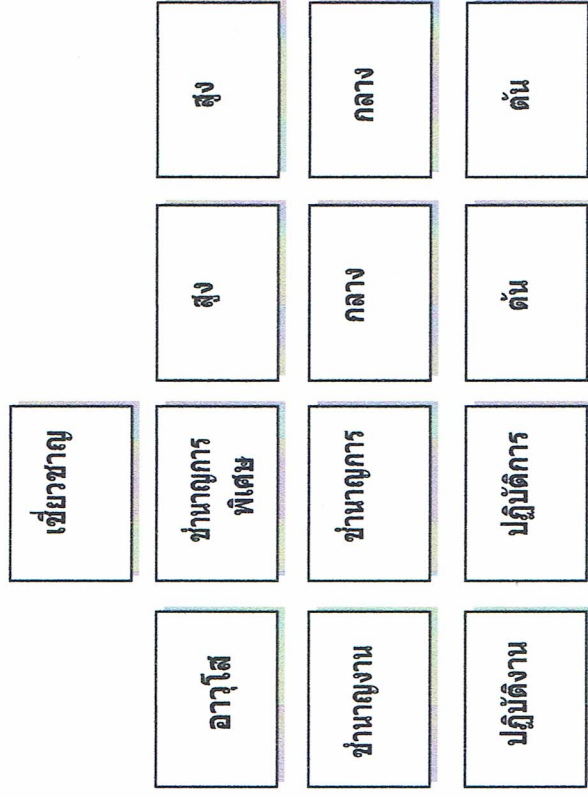 เชี่ยวชาญ
อาวุโส
ชำนาญการ
พิเศษ
สูง
สูง
ชำนาญงาน
ชำนาญการ
กลาง
กลาง
ปฏิบัติงาน
ปฏิบัติการ
ต้น
ต้น